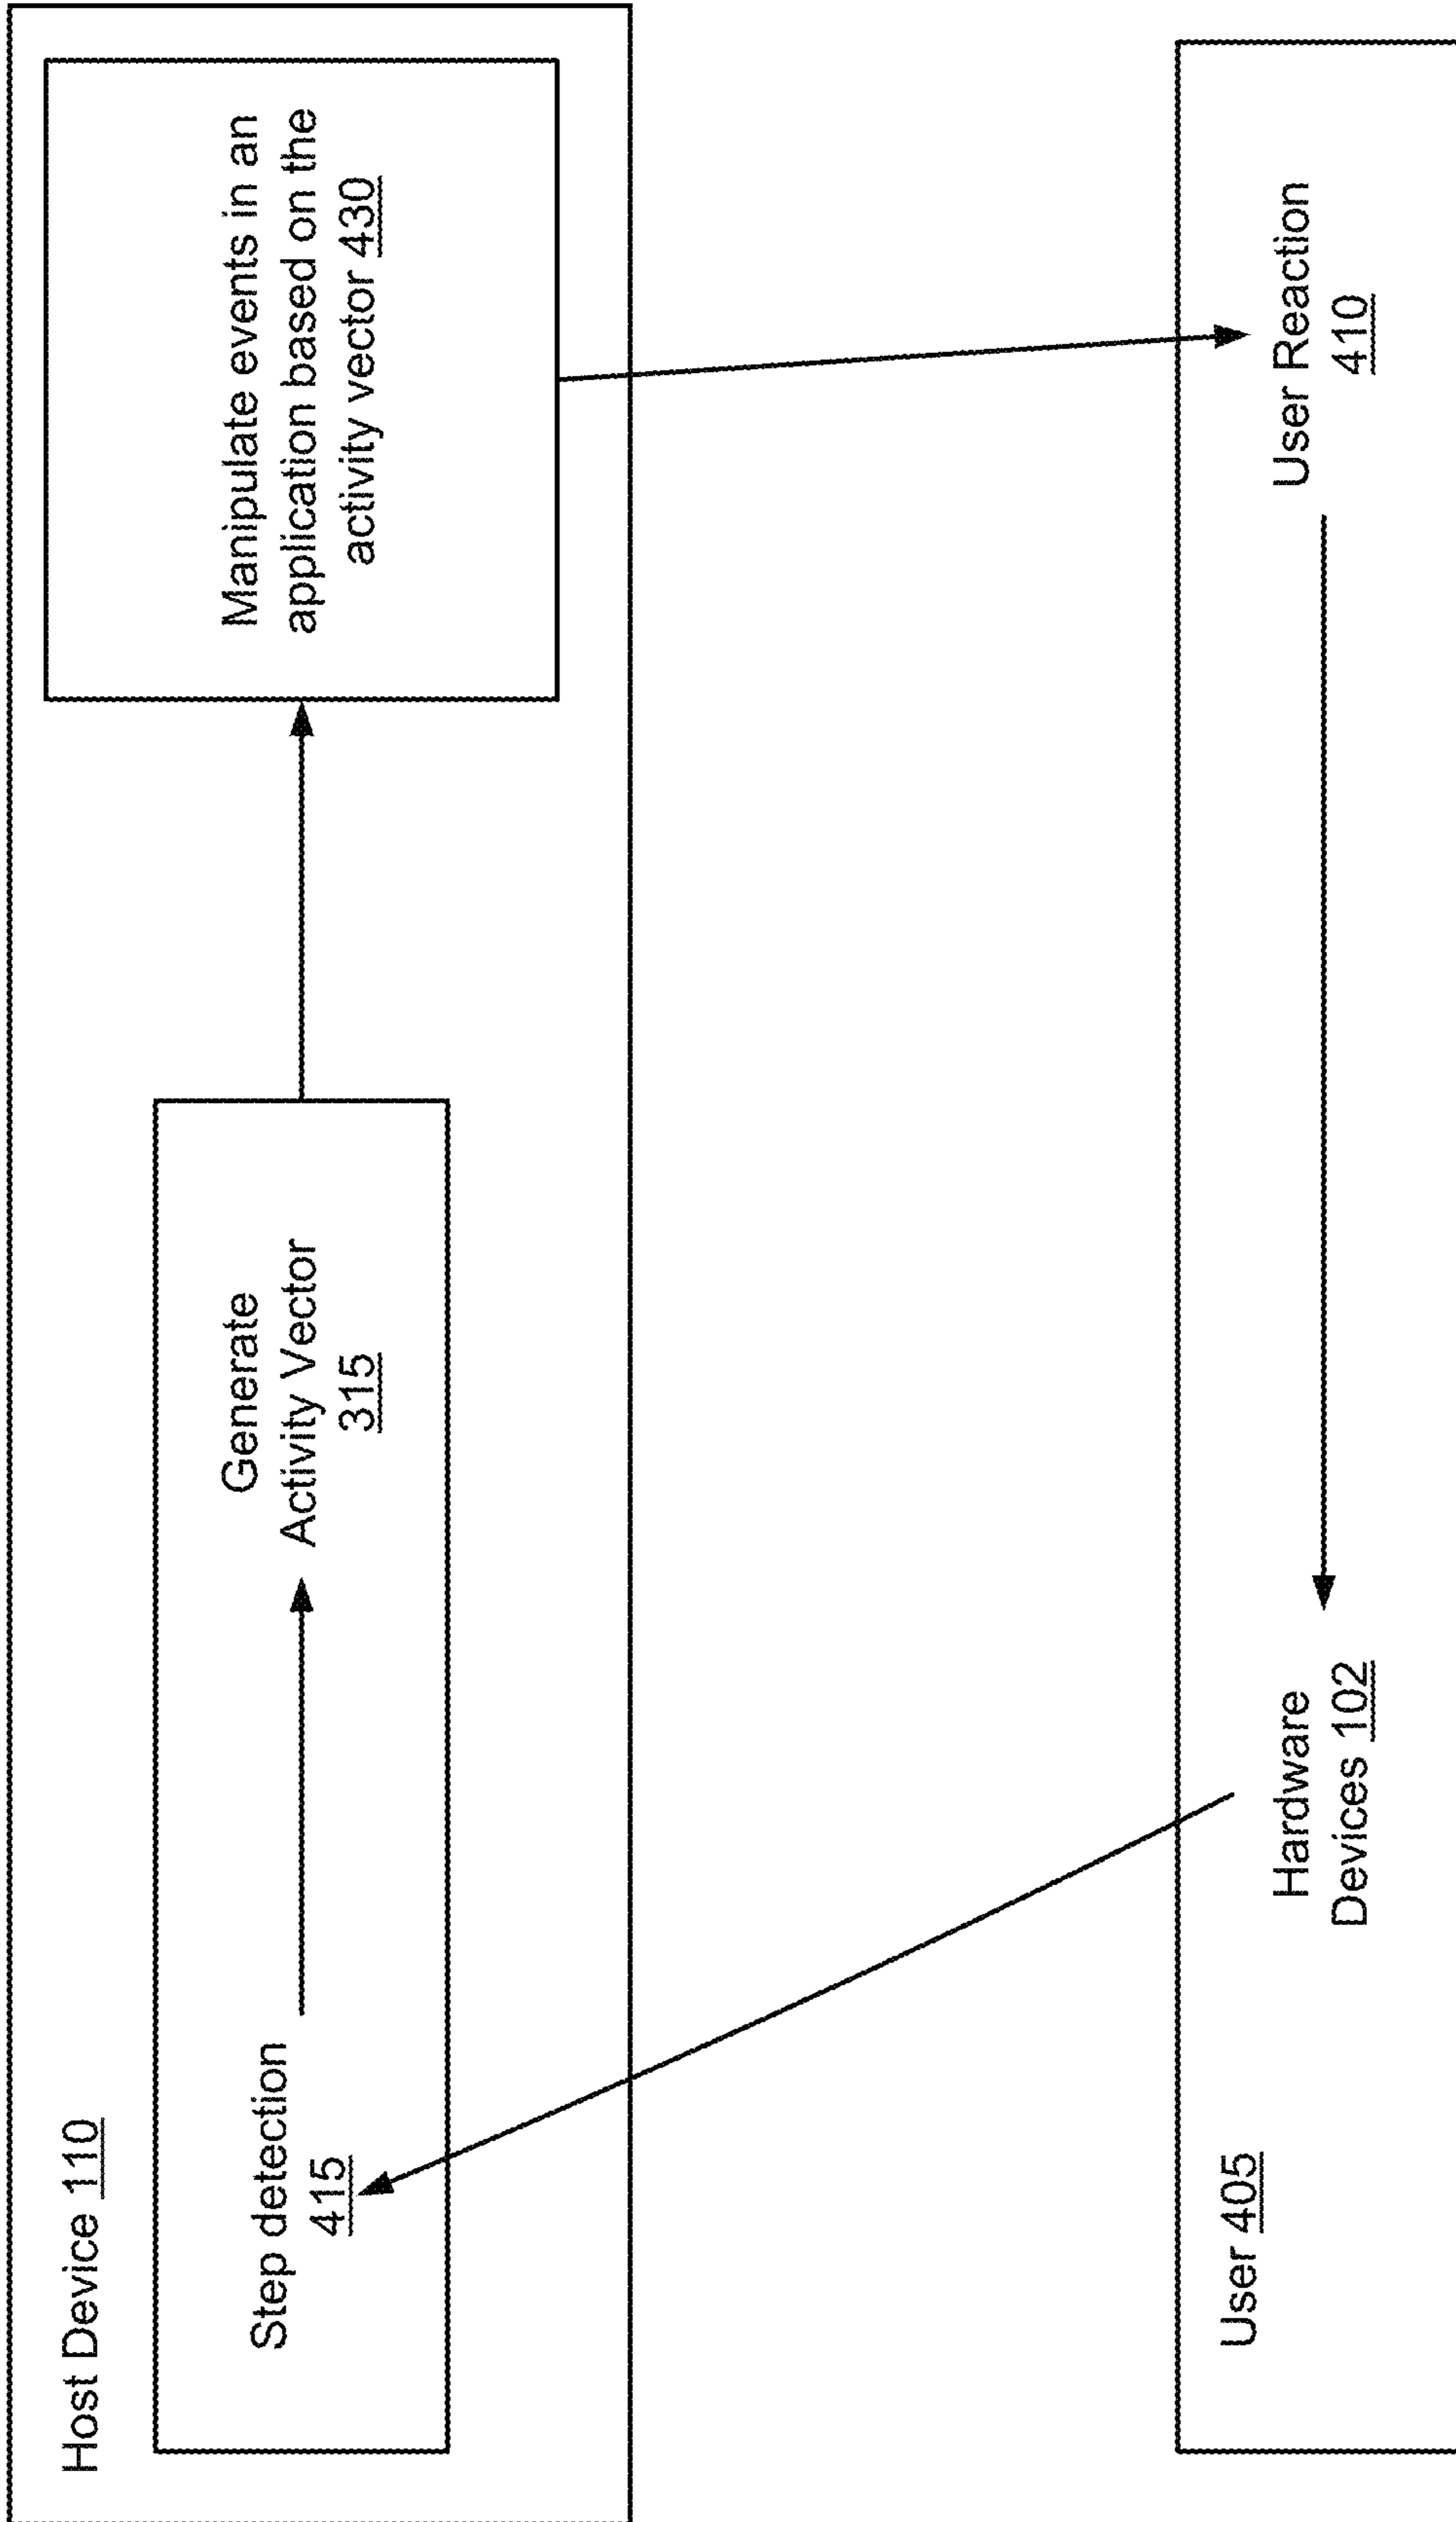 Host Device 110
Step detection
415
Generate
Activity Vector
315
Manipulate events in an
application based on the
activity vector 430
User 405
Hardware
Devices 102
User Reaction
410